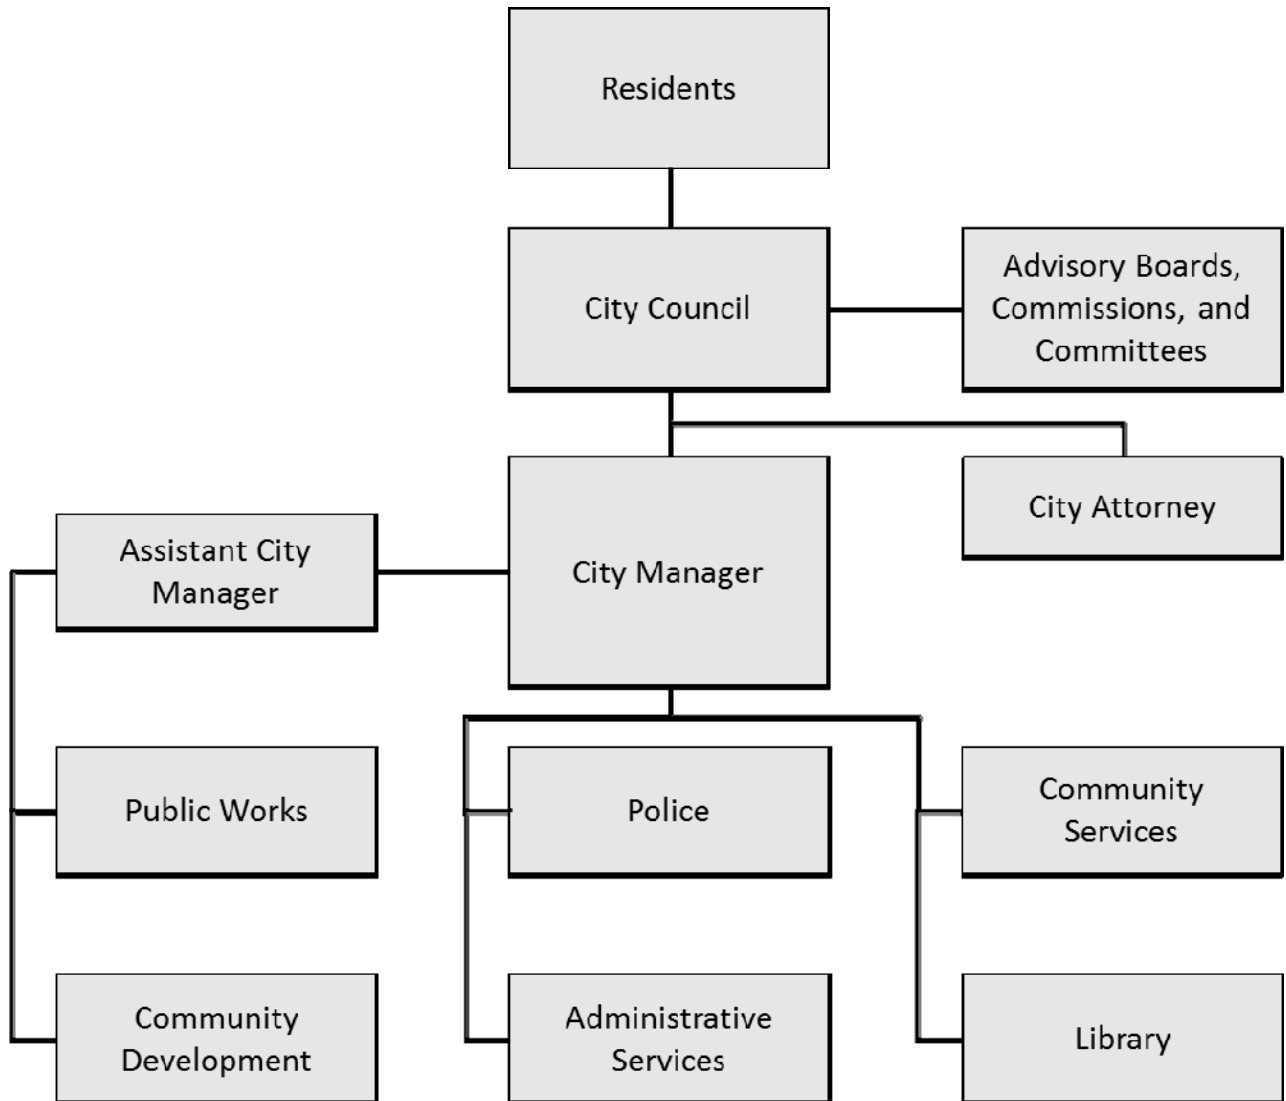 Residents
City Council
Advisory Boards,
Commissions, and
Committees
City Attorney
Assistant City
Manager
City Manager
Public Works
Police
Community
Services
Community
Development
Administrative
Services
Library